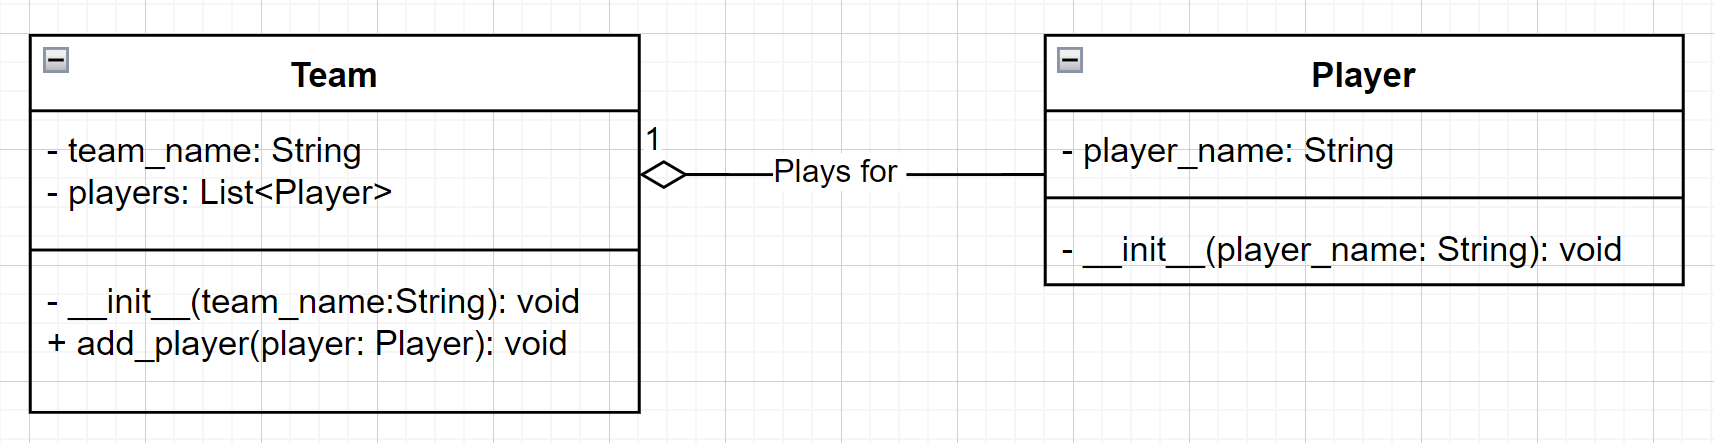 Team
- team_name: String
- players: List<Player>
- __init__(team_name:String): void
+ add_player(player: Player): void
1
Plays for
Player
- player_name: String
- __init__(player_name: String): void